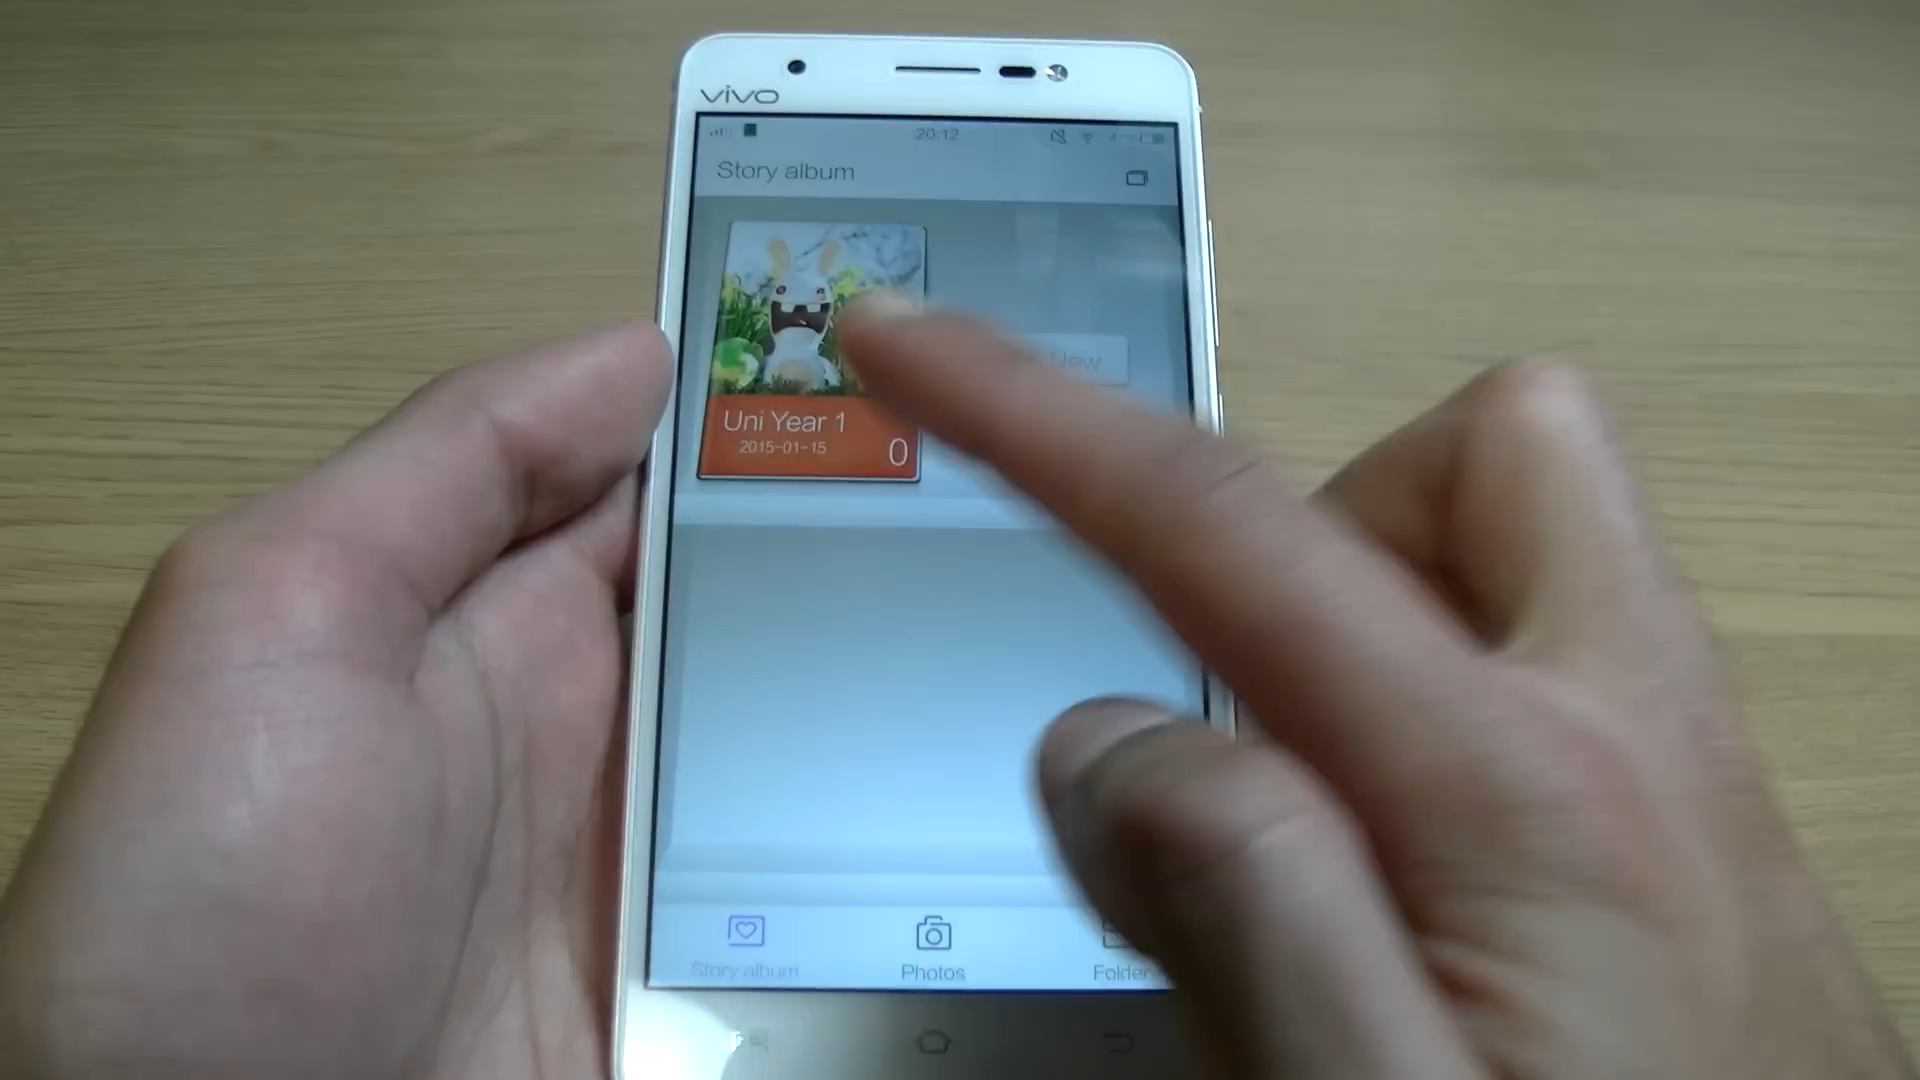 vivo
20:12
Story album
New
Uni Year 1
2015-01-15
0
Story album
Photos
Folder